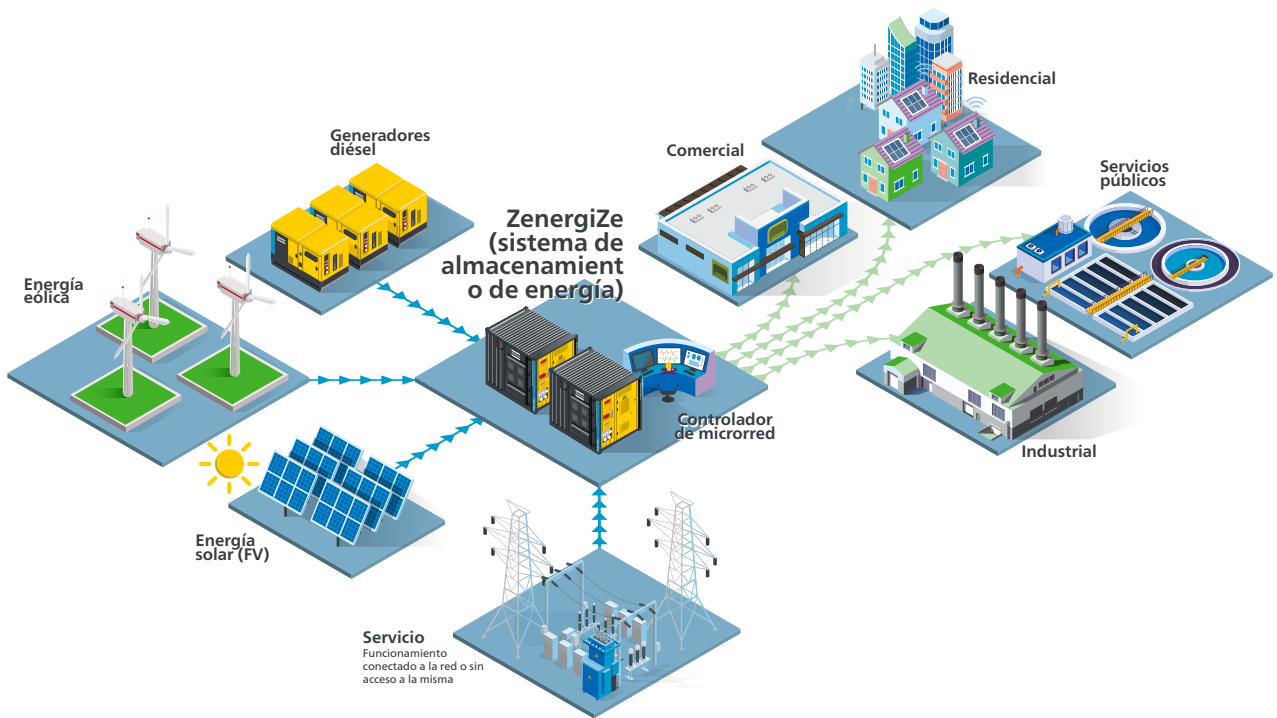 Residencial
Generadores
diésel
Comercial
Servicios
públicos
ZenergiZe
(sistema de
almacenamient
o de energía)
Energía
eólica
Controlador
de microrred
Industrial
Energía
solar (FV)
Servicio
Funcionamiento
conectado a la red o sin
acceso a la misma